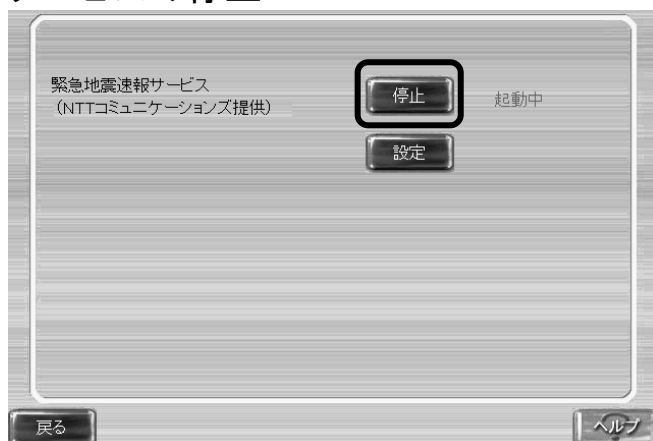 緊急地震速報サービス
（NTTコミュニケーションズ提供）
停止
起動中
設定
戻る
ヘルプ